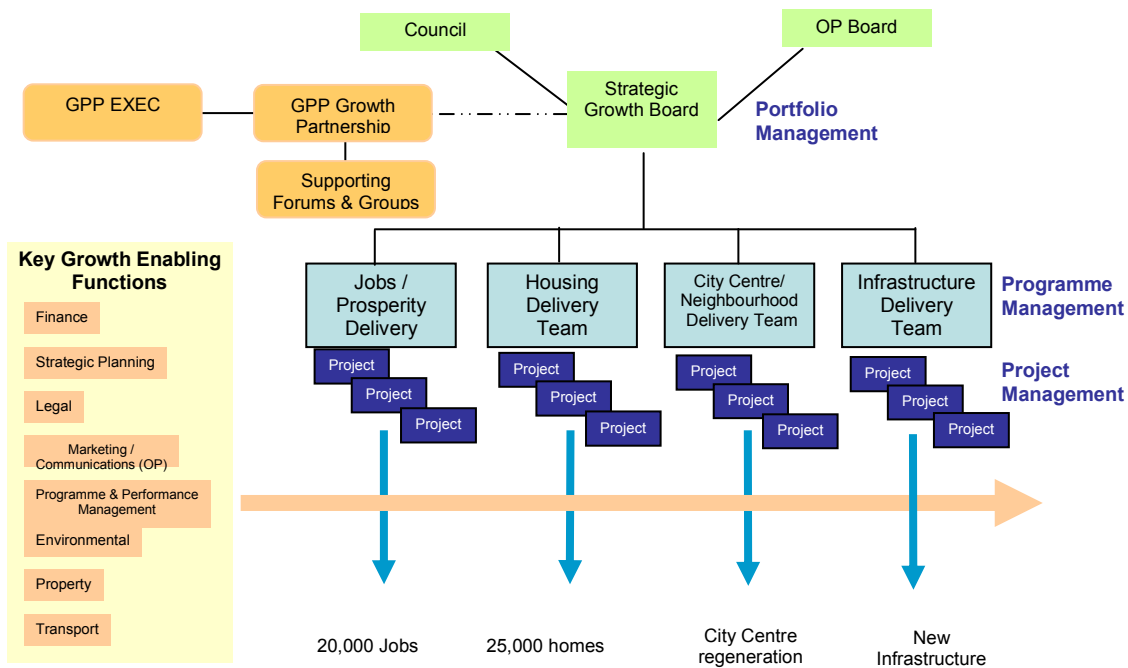 Council
OP Board
GPP EXEC
GPP Growth
Partnership
Strategic
Growth Board
Portfolio
Management
Supporting
Forums & Groups
Key Growth Enabling
Functions
Finance
Strategic Planning
Legal
Marketing /
Communications (OP)
Programme & Performance
Management
Environmental
Property
Transport
Jobs /
Prosperity
Delivery
Housing
Delivery
Team
City Centre/
Neighbourhood
Delivery Team
Infrastructure
Delivery
Team
Programme
Management
Project
Project
Project
Project
Project
Project
Project
Project
Project
Project
Project
Project
Project
Management
20,000 Jobs
25,000 homes
City Centre
regeneration
New
Infrastructure